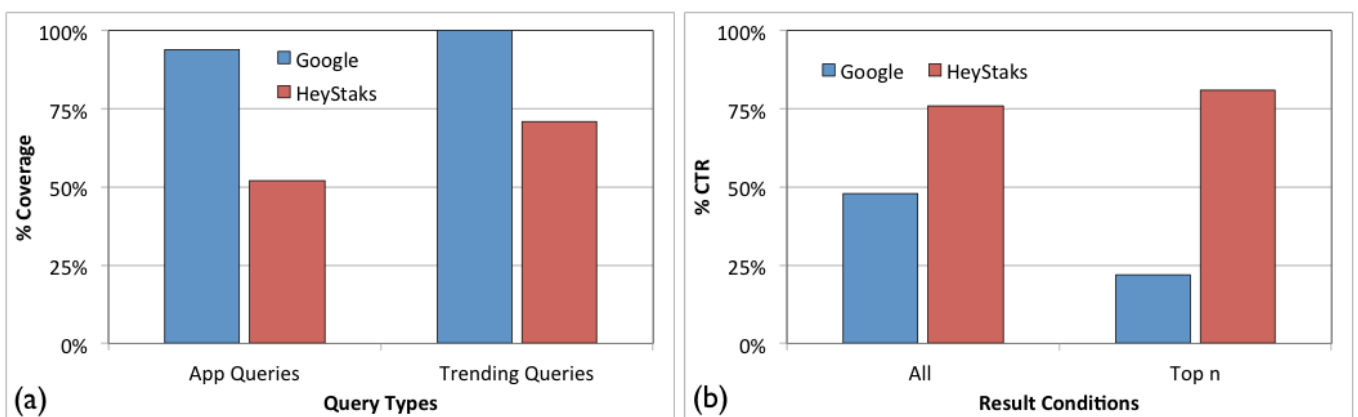 100%
75%
50%
25%
0%
% Coverage
Google
HeyStaks
App Queries
Trending Queries
Query Types
(a)
100%
75%
50%
25%
0%
% CTR
Google HeyStaks
All
Top n
Result Conditions
(b)